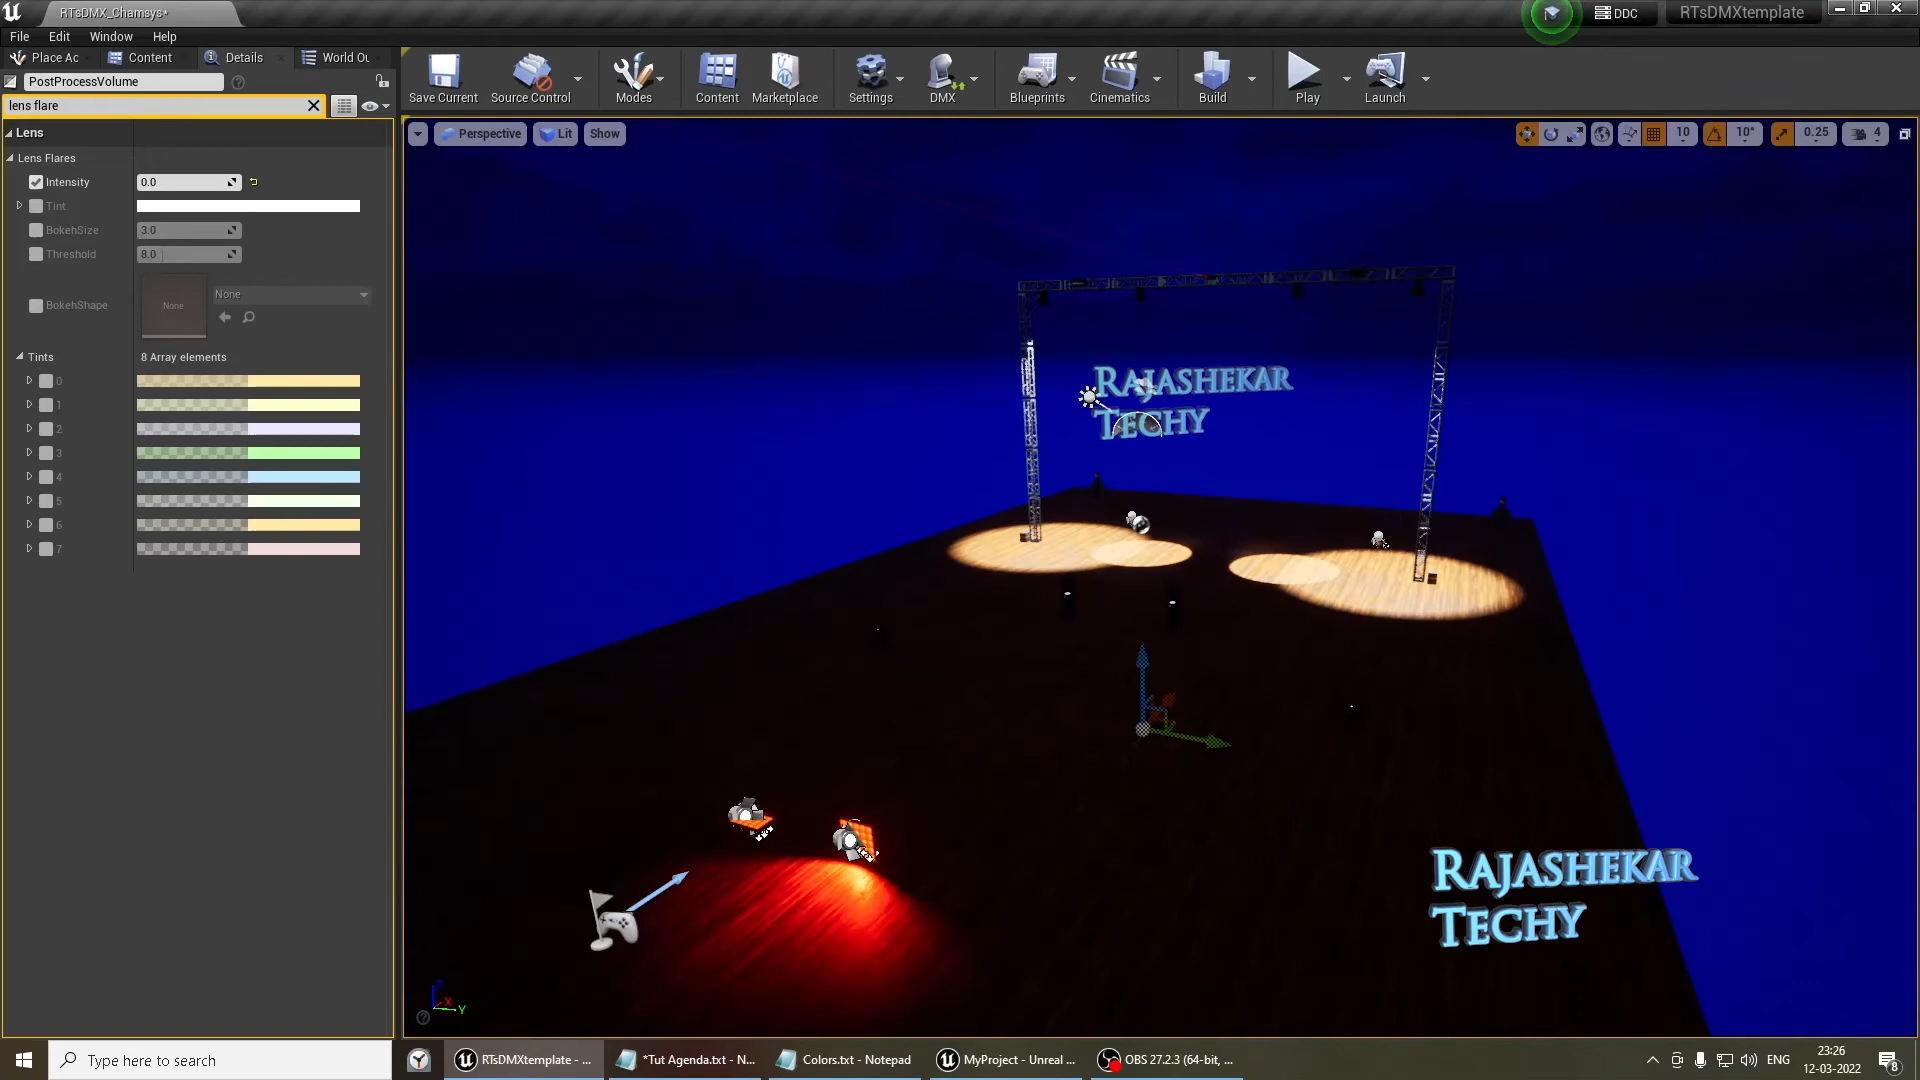 RTsDMX_Chamsys*
DDC
RTsDMXtemplate
File Edit Window Help
Place Ac Content Details World Ou
PostProcessVolume
lens flare
Lens
Lens Flares
Intensity 0.0
Tint
BokehSize 3.0
Threshold 8.0
BokehShape None None
Tints 8 Array elements
0
1
2
3
4
5
6
7
Save Current Source Control Modes Content Marketplace Settings DMX Blueprints Cinematics Build Play Launch
Perspective Lit Show
10 10° 0.25 4
RAJASHEKAR
TECHY
RAJASHEKAR
TECHY
Z
X
Y
Type here to search
RTsDMXtemplate - ...
*Tut Agenda.txt - N...
Colors.txt - Notepad
MyProject - Unreal ...
OBS 27.2.3 (64-bit, ...
ENG
23:26
12-03-2022
8